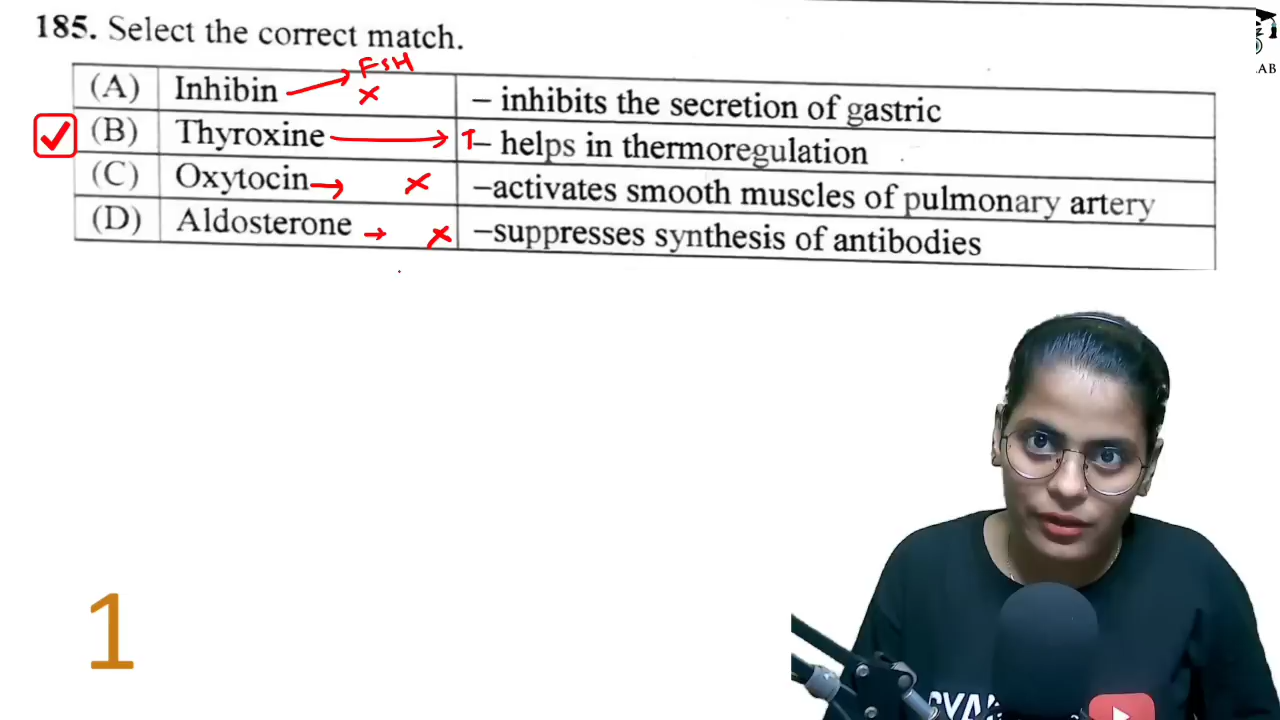 185. Select the correct match.
FSH
(A) Inhibin – inhibits the secretion of gastric
(B) Thyroxine – helps in thermoregulation
(C) Oxytocin –activates smooth muscles of pulmonary artery
(D) Aldosterone –suppresses synthesis of antibodies
AB
1